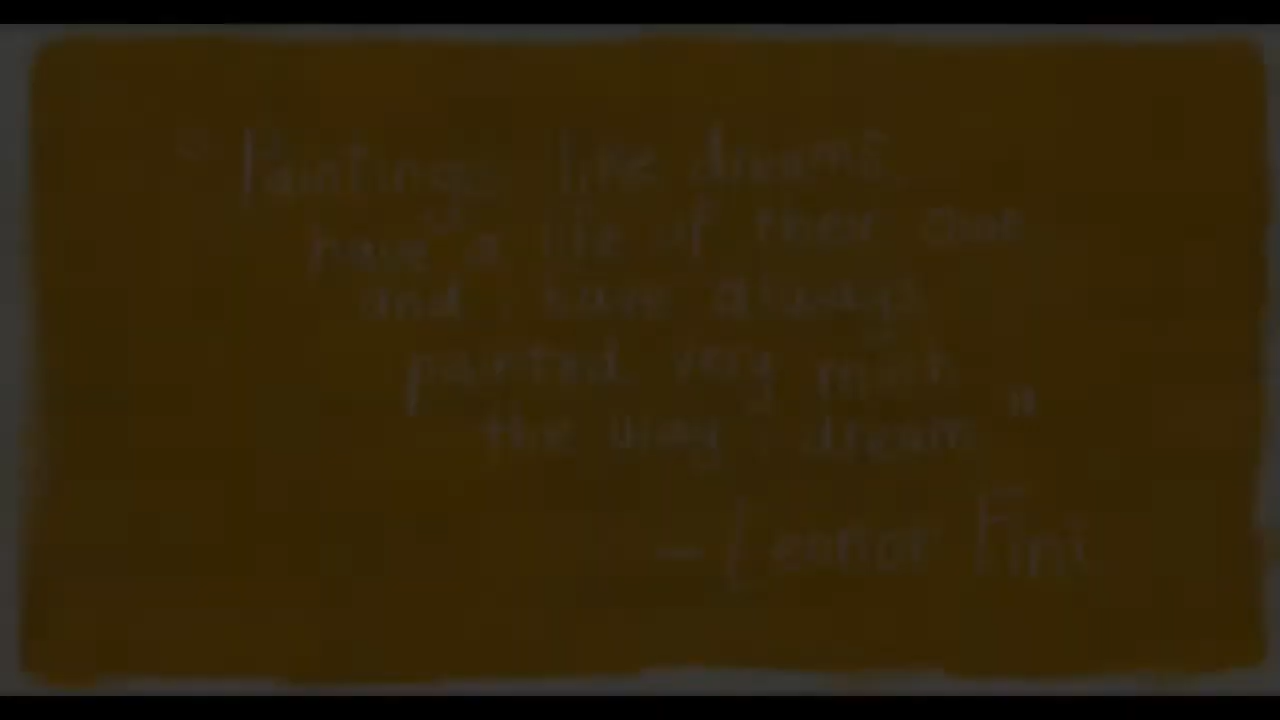 " Paintings, like dreams,
have a life of their own
and i have always
painted very much
the way i dream "
- Leonor Fini